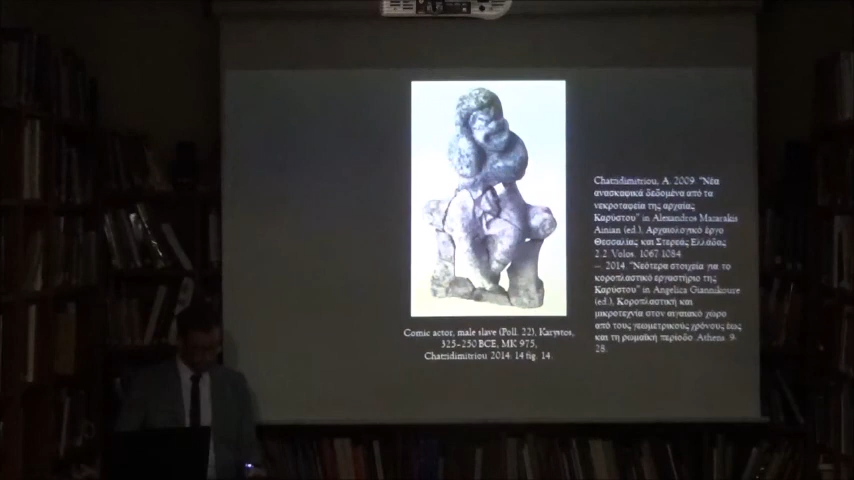 Comic actor, male slave (Poll. 22), Karystos,
325-250 BCE, MK 975,
Chatzidimitriou 2014: 14 fig. 14.
Chatzidimitriou, A. 2009. "Νέα
ανασκαφικά δεδομένα από τα
νεκροταφεία της αρχαίας
Καρύστου" in Alexandros Mazarakis
Ainian (ed.), Αρχαιολογικό έργο
Θεσσαλίας και Στερεάς Ελλάδας
2.2. Volos. 1067-1084.
–. 2014. "Νεότερα στοιχεία για το
κοροπλαστικό εργαστήριο της
Καρύστου" in Angelica Giannikoure
(ed.), Κοροπλαστική και
μικροτεχνία στον αιγαιακό χώρο
από τους γεωμετρικούς χρόνους έως
και τη ρωμαϊκή περίοδο. Athens. 9-
28.